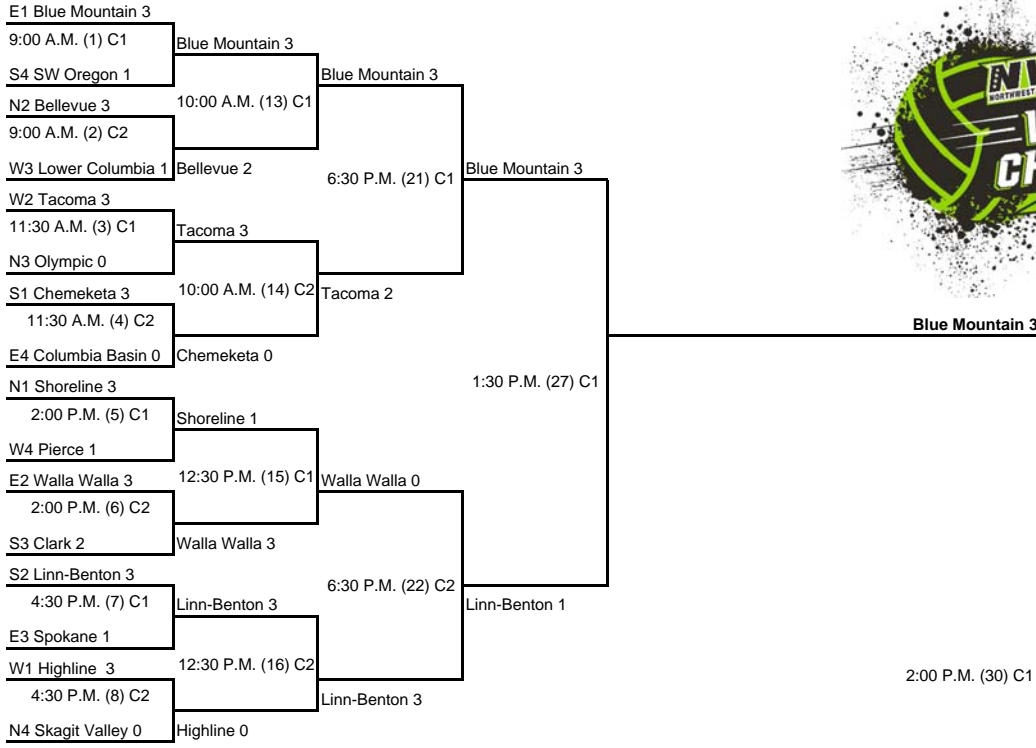 E1 Blue Mountain 3
9:00 A.M. (1) C1
S4 SW Oregon 1
N2 Bellevue 3
9:00 A.M. (2) C2
W3 Lower Columbia 1
W2 Tacoma 3
11:30 A.M. (3) C1
N3 Olympic 0
S1 Chemeketa 3
11:30 A.M. (4) C2
E4 Columbia Basin 0
N1 Shoreline 3
2:00 P.M. (5) C1
W4 Pierce 1
E2 Walla Walla 3
2:00 P.M. (6) C2
S3 Clark 2
S2 Linn-Benton 3
4:30 P.M. (7) C1
E3 Spokane 1
W1 Highline 3
4:30 P.M. (8) C2
N4 Skagit Valley 0
Blue Mountain 3
10:00 A.M. (13) C1
Bellevue 2
Tacoma 3
10:00 A.M. (14) C2
Chemeketa 0
Shoreline 1
12:30 P.M. (15) C1
Walla Walla 3
Linn-Benton 3
12:30 P.M. (16) C2
Highline 0
Blue Mountain 3
6:30 P.M. (21) C1
Tacoma 2
Walla Walla 0
6:30 P.M. (22) C2
Linn-Benton 3
Blue Mountain 3
1:30 P.M. (27) C1
Linn-Benton 1
NORTHWEST
Blue Mountain 3
2:00 P.M. (30) C1